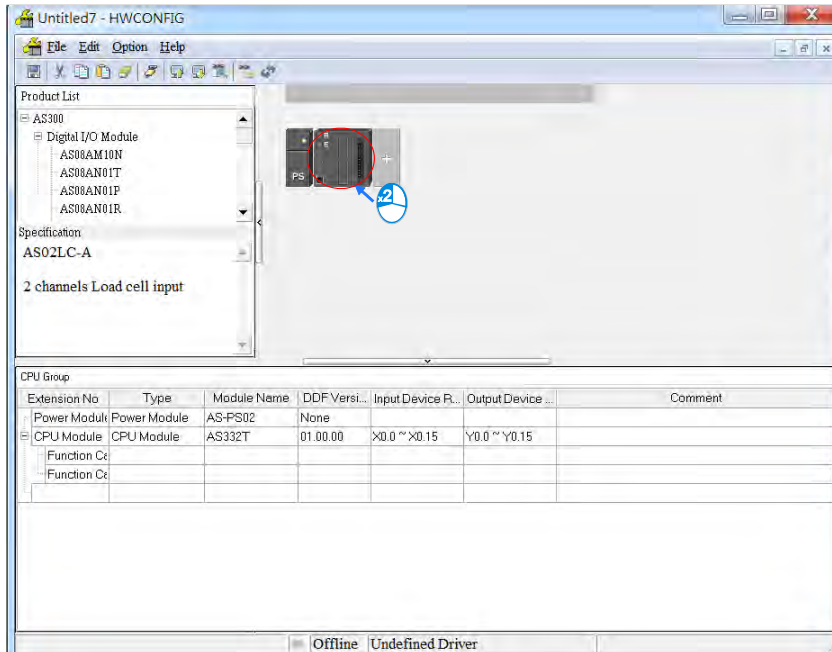 Untitled7 - HWCONFIG
File Edit Option Help
Product List
AS300
Digital I/O Module
AS08AM10N
AS08AN01T
AS08AN01P
AS08AN01R
Specification
AS02LC-A
2 channels Load cell input
PS
x2
CPU Group
Extension No Type Module Name DDF Versi... Input Device R... Output Device ... Comment
Power Module Power Module AS-PS02 None
CPU Module CPU Module AS332T 01.00.00 X0.0 ~ X0.15 Y0.0 ~ Y0.15
Function Ca
Function Ca
Offline Undefined Driver